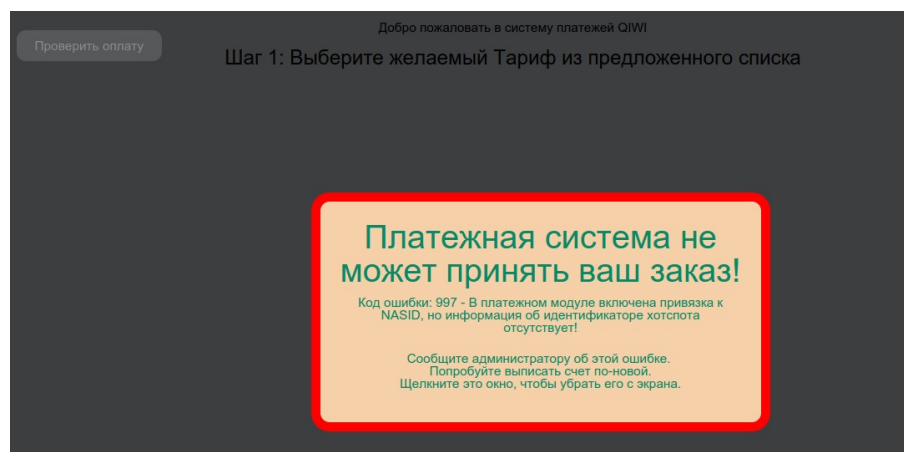 Добро пожаловать в систему платежей QIWI
Проверить оплату
Шаг 1: Выберите желаемый Тариф из предложенного списка
Платежная система не
может принять ваш заказ!
Код ошибки: 997 - В платежном модуле включена привязка к
NASID, но информация об идентификаторе хотспота
отсутствует!
Сообщите администратору об этой ошибке.
Попробуйте выписать счет по-новой.
Щелкните это окно, чтобы убрать его с экрана.